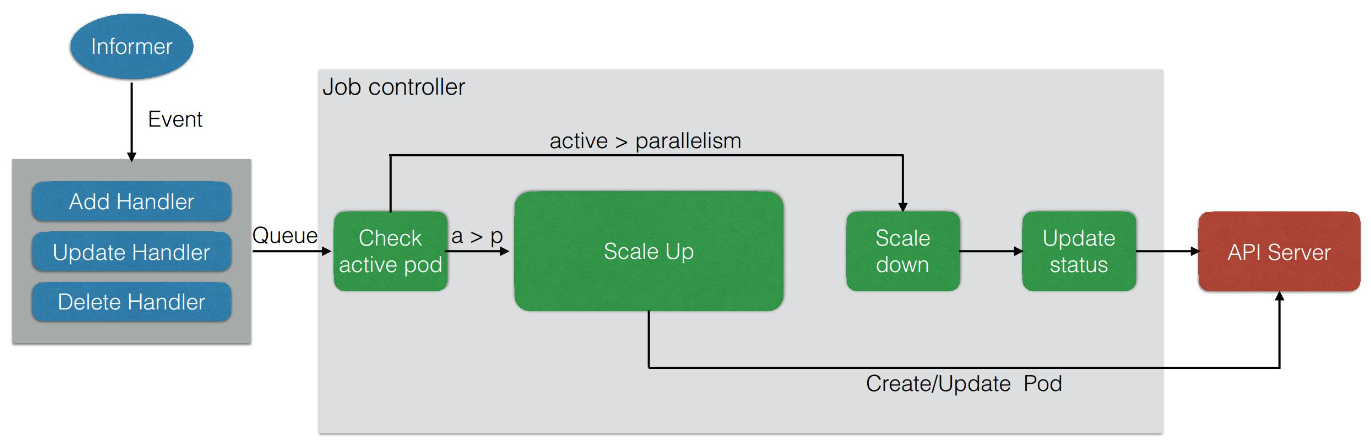 Informer
Event
Add Handler
Update Handler
Delete Handler
Queue
Job controller
active > parallelism
Check
active pod
a > p
Scale Up
Scale
down
Update
status
API Server
Create/Update Pod